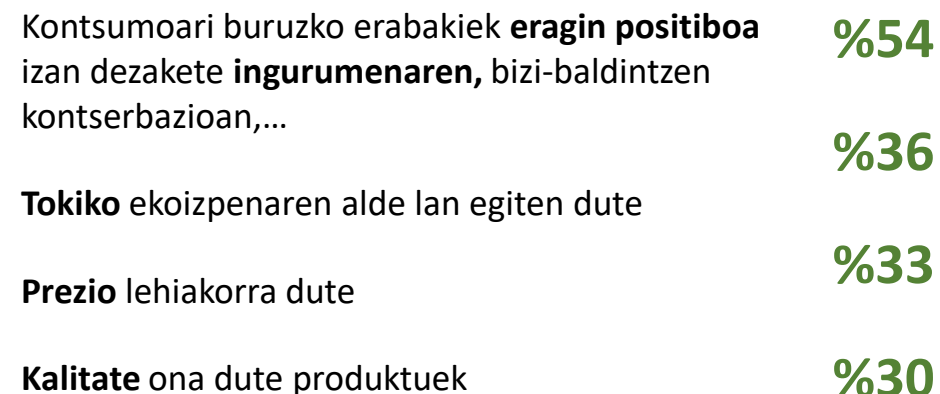 Kontsumoari buruzko erabakiek eragin positiboa
izan dezakete ingurumenaren, bizi-baldintzen
kontserbazioan,...
%54
Tokiko ekoizpenaren alde lan egiten dute
%36
Prezio lehiakorra dute
%33
Kalitate ona dute produktuek
%30